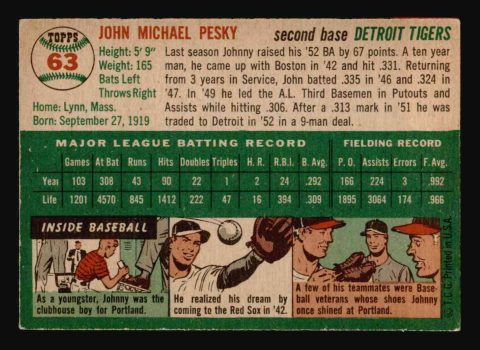 TOPPS
63
JOHN MICHAEL PESKY
second base DETROIT TIGERS
Height: 5' 9"
Weight: 165
Bats Left
Throws Right
Home: Lynn, Mass.
Born: September 27, 1919
Last season Johnny raised his '52 BA by 67 points. A ten year
man, he came up with Boston in '42 and hit .331. Returning
from 3 years in Service, John batted .335 in '46 and .324 in
'47. In '49 he led the A.L. Third Basemen in Putouts and
Assists while hitting .306. After a .313 mark in '51 he was
traded to Detroit in '52 in a 9-man deal.
MAJOR LEAGUE BATTING RECORD
FIELDING RECORD
Games At Bat Runs Hits Doubles Triples H. R. R.B.I. B. Avg. P. O. Assists Errors F. Avg.
Year 103 308 43 90 22 1 2 24 .292 166 224 3 .992
Life 1201 4570 845 1412 222 47 16 394 .309 1895 3064 174 .966
INSIDE BASEBALL
As a youngster, Johnny was the
clubhouse boy for Portland.
He realized his dream by
coming to the Red Sox in '42.
A few of his teammates were Base-
ball veterans whose shoes Johnny
once shined at Portland.
© T.C.G. Printed in U.S.A.